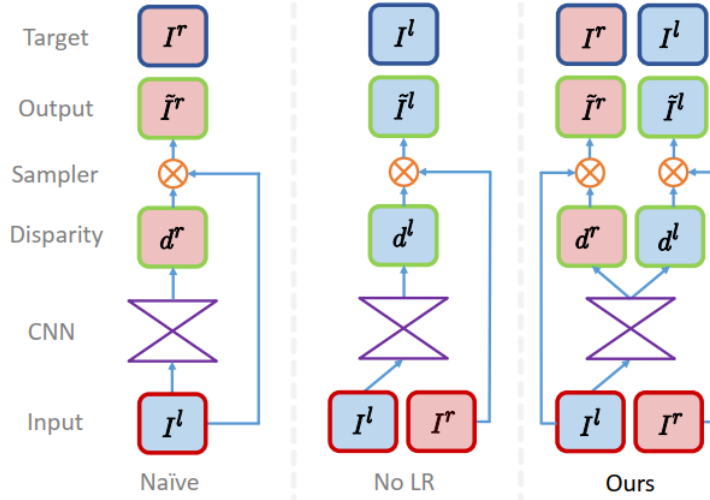 Target I^r I^l I^r I^l
Output Ĩ^r Ĩ^l Ĩ^r Ĩ^l
Sampler
Disparity d^r d^l d^r d^l
CNN
Input I^l I^l I^r I^l I^r
Naïve No LR Ours